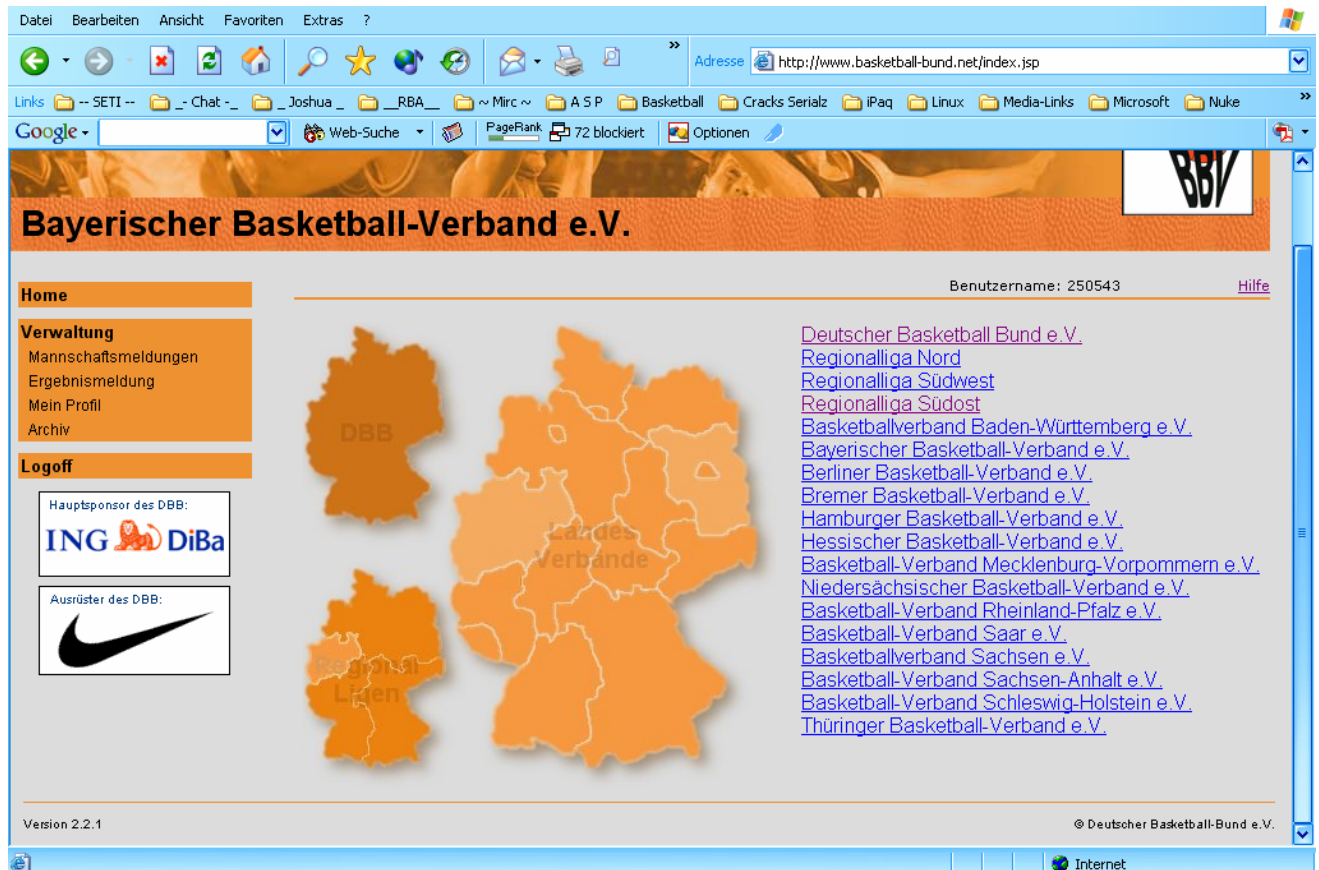 Datei Bearbeiten Ansicht Favoriten Extras ?
Adresse http://www.basketball-bund.net/index.jsp
Links -- SETI -- _- Chat -_ _ Joshua _ __RBA__ ~ Mirc ~ A S P Basketball Cracks Serialz iPaq Linux Media-Links Microsoft Nuke
Google Web-Suche PageRank 72 blockiert Optionen
BBV
Bayerischer Basketball-Verband e.V.
Benutzername: 250543 Hilfe
Home
Verwaltung
Mannschaftsmeldungen
Ergebnismeldung
Mein Profil
Archiv
Logoff
Hauptsponsor des DBB:
ING DiBa
Ausrüster des DBB:
DBB
Landes
Verbände
Regional
Ligen
Deutscher Basketball Bund e.V.
Regionalliga Nord
Regionalliga Südwest
Regionalliga Südost
Basketballverband Baden-Württemberg e.V.
Bayerischer Basketball-Verband e.V.
Berliner Basketball-Verband e.V.
Bremer Basketball-Verband e.V.
Hamburger Basketball-Verband e.V.
Hessischer Basketball-Verband e.V.
Basketball-Verband Mecklenburg-Vorpommern e.V.
Niedersächsischer Basketball-Verband e.V.
Basketball-Verband Rheinland-Pfalz e.V.
Basketball-Verband Saar e.V.
Basketballverband Sachsen e.V.
Basketball-Verband Sachsen-Anhalt e.V.
Basketball-Verband Schleswig-Holstein e.V.
Thüringer Basketball-Verband e.V.
Version 2.2.1 © Deutscher Basketball-Bund e.V.
Internet